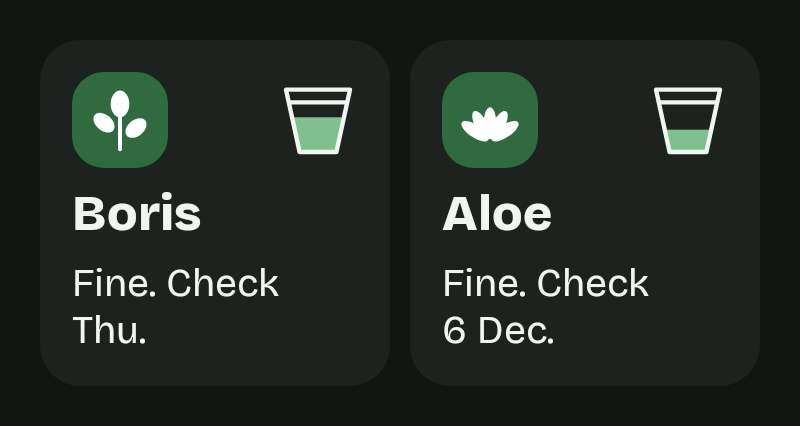 Boris
Fine. Check
Thu.
Aloe
Fine. Check
6 Dec.